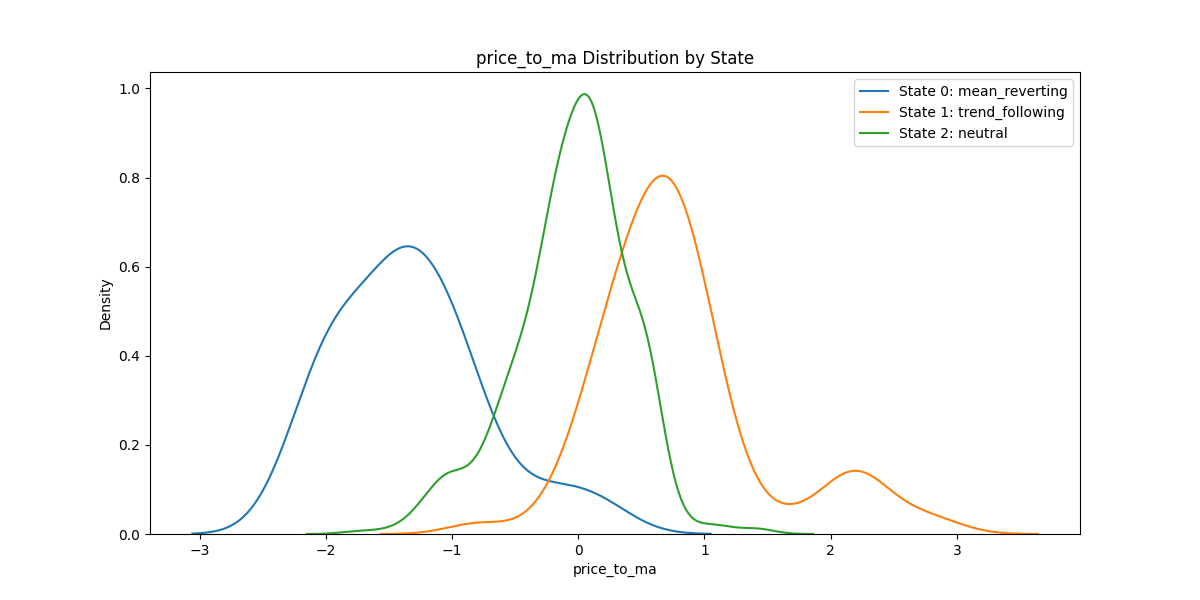 price_to_ma Distribution by State
State 0: mean_reverting
State 1: trend_following
State 2: neutral
Density
1.0
0.8
0.6
0.4
0.2
0.0
−3
−2
−1
0
1
2
3
price_to_ma